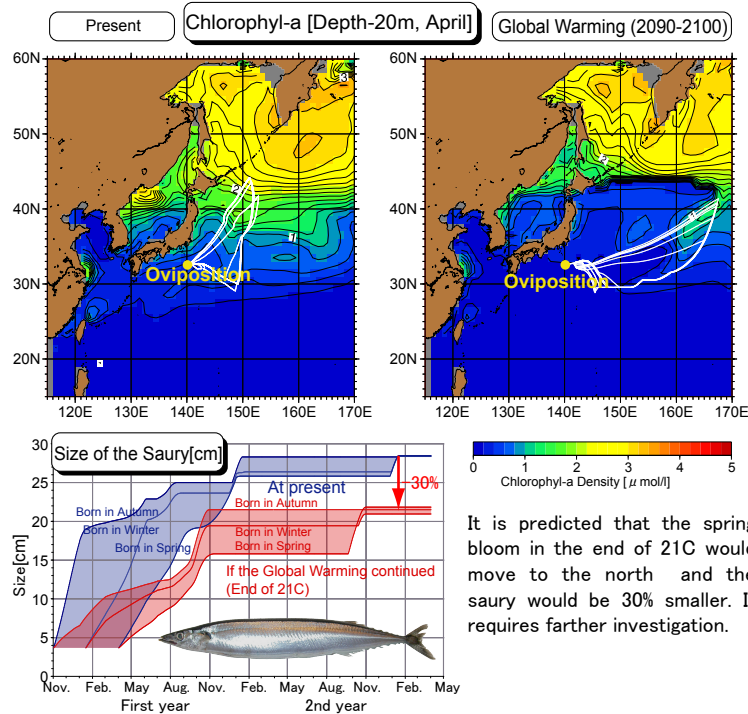 Present
Chlorophyl-a [Depth-20m, April]
Global Warming (2090-2100)
60N
50N
40N
30N
20N
120E 130E 140E 150E 160E 170E
Oviposition
60N
50N
40N
30N
20N
120E 130E 140E 150E 160E 170E
Oviposition
Size of the Saury[cm]
Size[cm]
30
25
20
15
10
5
0
Born in Autumn
Born in Winter
Born in Spring
At present
30%
Born in Autumn
Born in Winter
Born in Spring
If the Global Warming continued
(End of 21C)
Nov. Feb. May Aug. Nov. Feb. May Aug. Nov. Feb. May
First year 2nd year
0 1 2 3 4 5
Chlorophyl-a Density [μ mol/l]
It is predicted that the spring
bloom in the end of 21C would
move to the north and the
saury would be 30% smaller.
requires farther investigation.